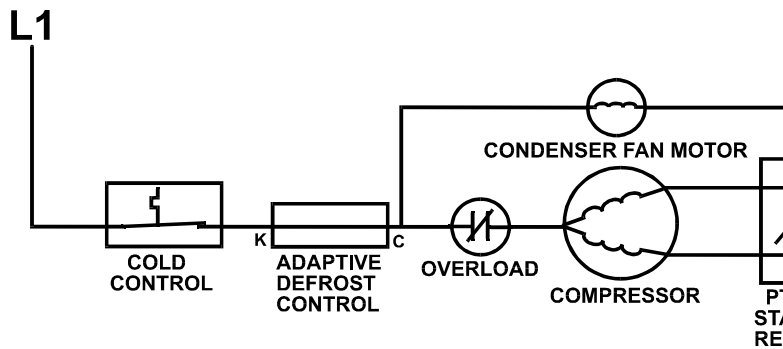 L1
CONDENSER FAN MOTOR
K
C
COLD
CONTROL
ADAPTIVE
DEFROST
CONTROL
OVERLOAD
COMPRESSOR